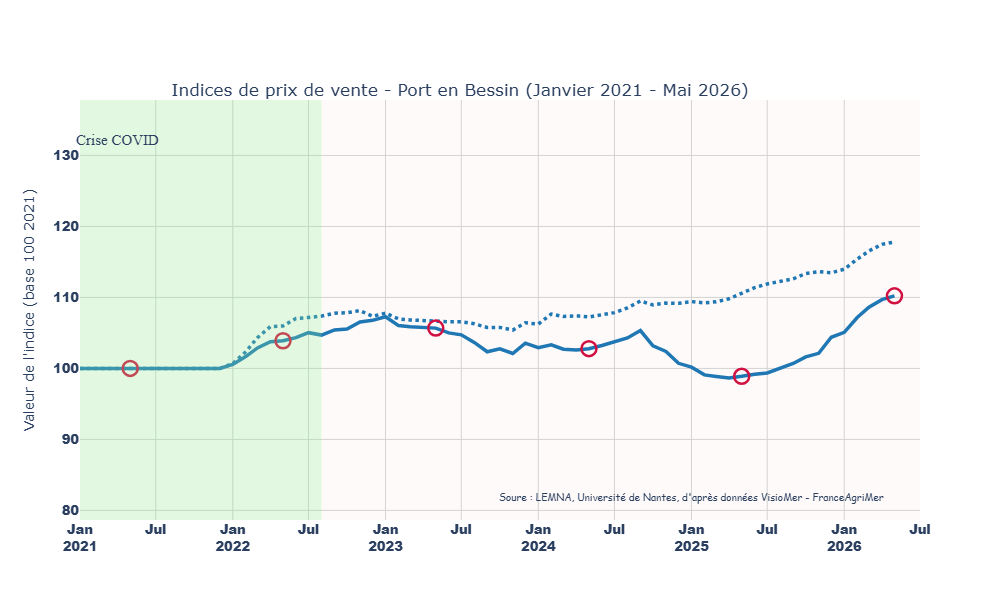 Indices de prix de vente - Port en Bessin (Janvier 2021 - Mai 2026)
Crise COVID
Valeur de l'indice (base 100 2021)
130
120
110
100
90
80
Soure : LEMNA, Université de Nantes, d'après données VisioMer - FranceAgriMer
Jan Jul Jan Jul Jan Jul Jan Jul Jan Jul Jan Jul
2021 2022 2023 2024 2025 2026